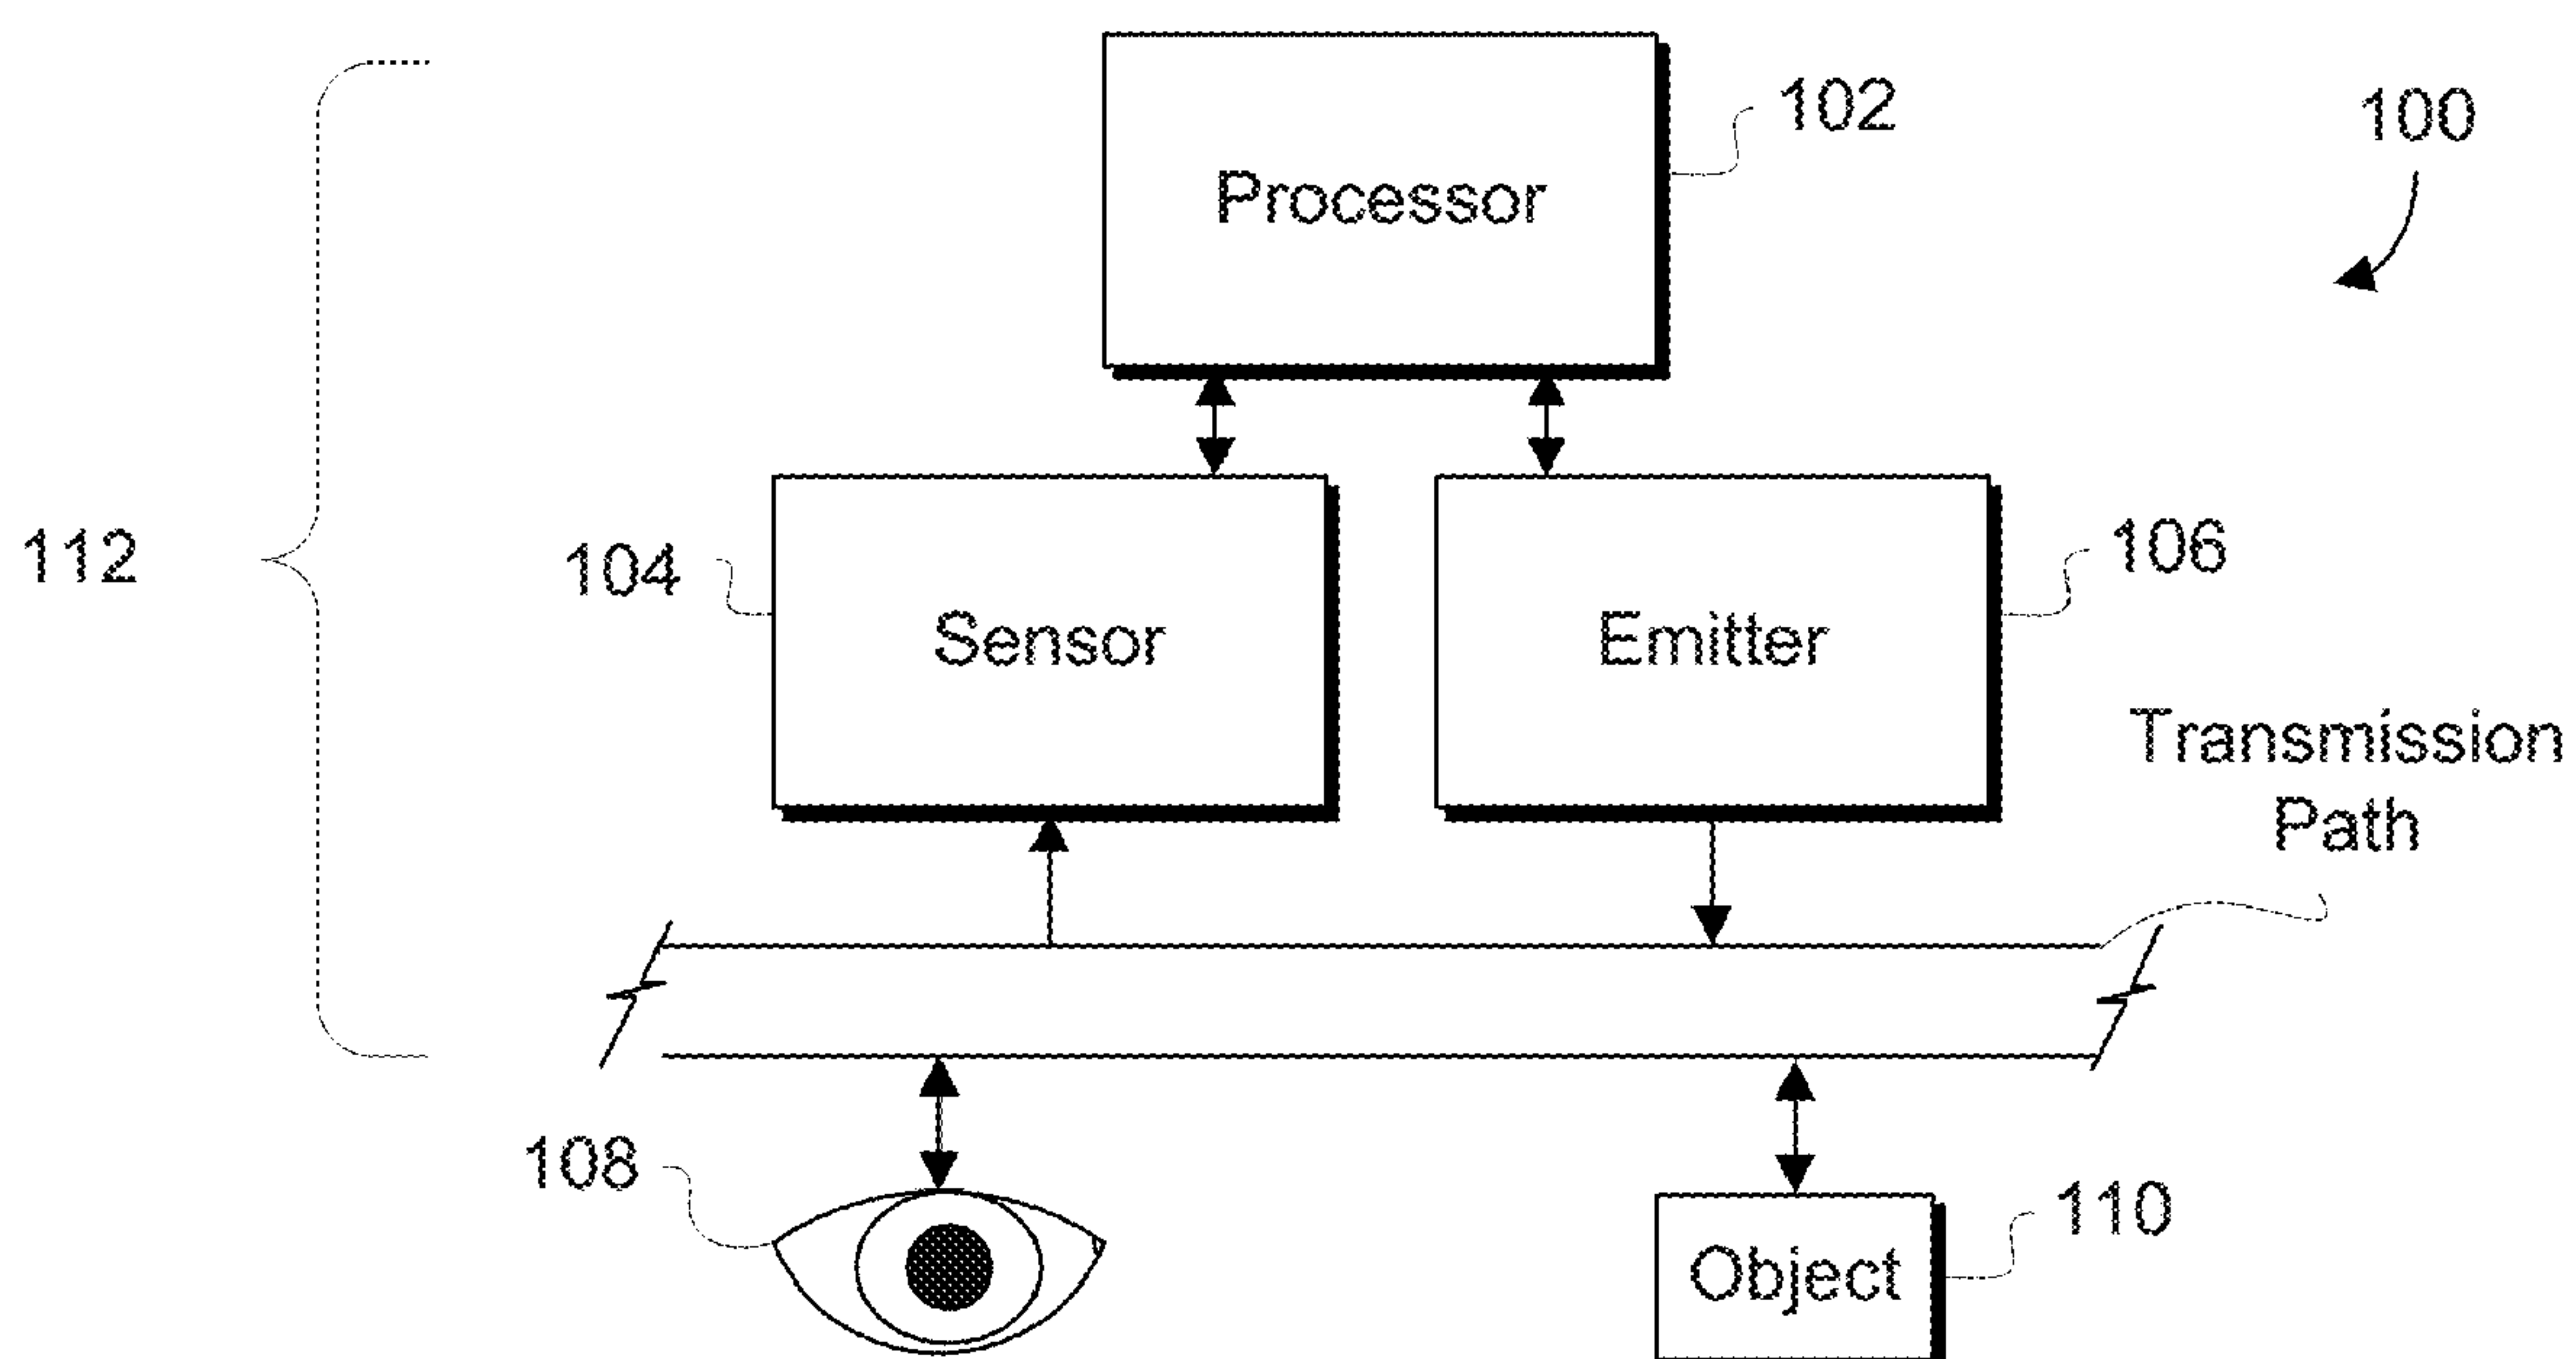 102
100
Processor
112
104
106
Sensor
Emitter
Transmission
Path
108
110
Object